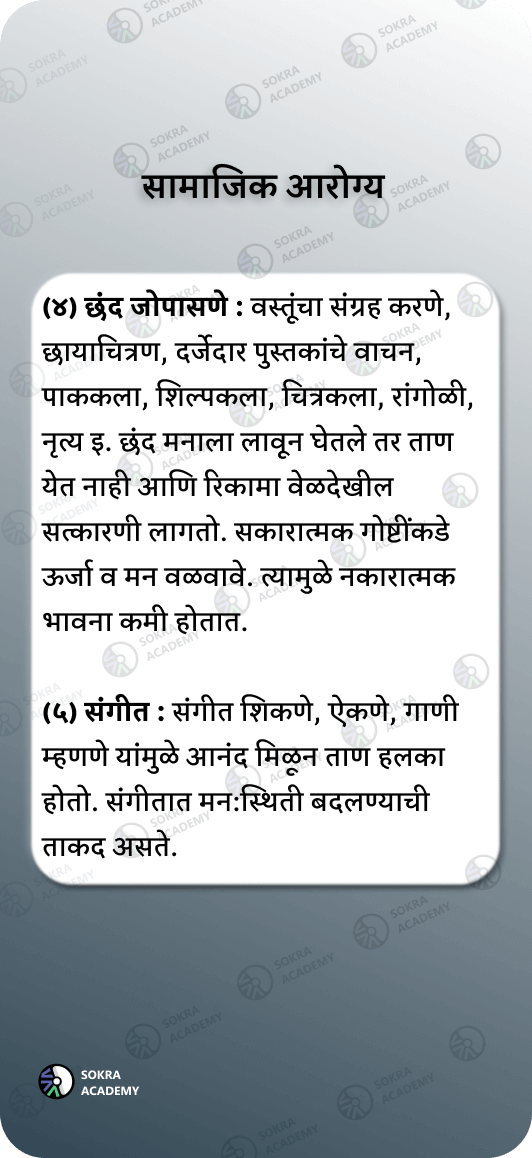 सामाजिक आरोग्य
(४) छंद जोपासणे : वस्तूंचा संग्रह करणे,
छायाचित्रण, दर्जेदार पुस्तकांचे वाचन,
पाककला, शिल्पकला, चित्रकला, रांगोळी,
नृत्य इ. छंद मनाला लावून घेतले तर ताण
येत नाही आणि रिकामा वेळदेखील
सत्कारणी लागतो. सकारात्मक गोष्टींकडे
ऊर्जा व मन वळवावे. त्यामुळे नकारात्मक
भावना कमी होतात.
(५) संगीत : संगीत शिकणे, ऐकणे, गाणी
म्हणणे यांमुळे आनंद मिळून ताण हलका
होतो. संगीतात मन:स्थिती बदलण्याची
ताकद असते.
SOKRA
ACADEMY